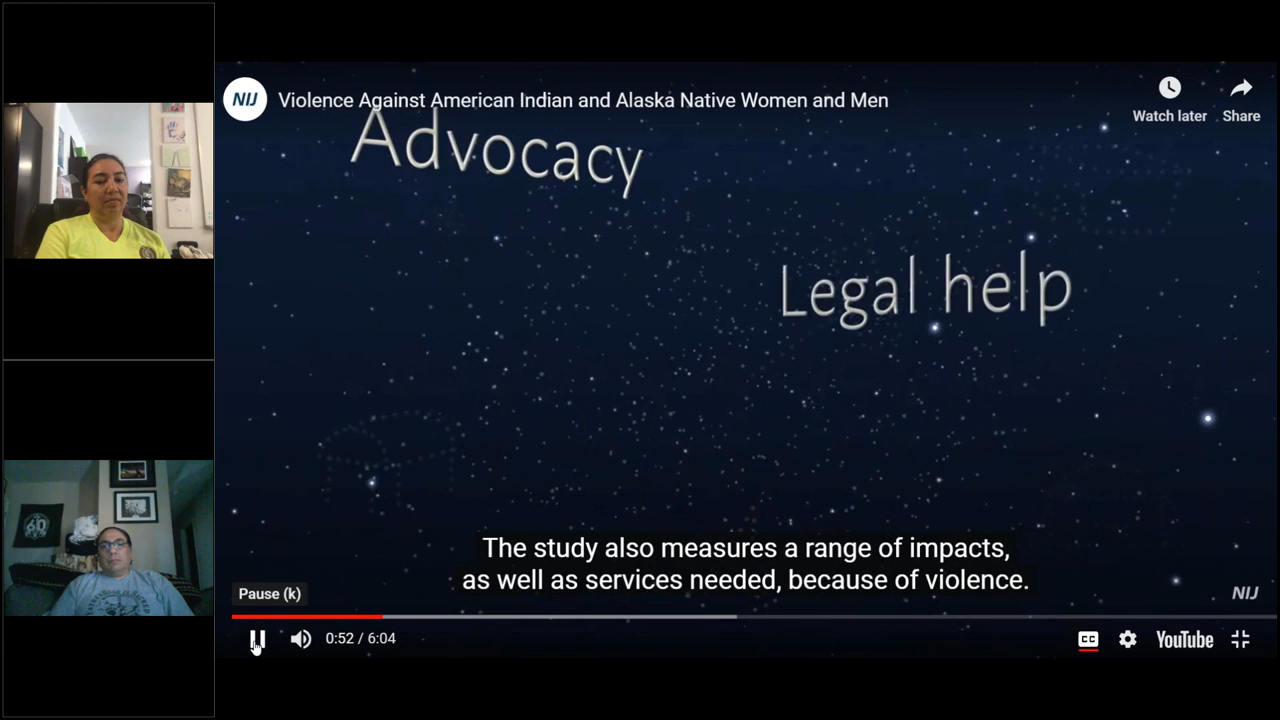 NIJ
Violence Against American Indian and Alaska Native Women and Men
Watch later
Share
Advocacy
Legal help
The study also measures a range of impacts,
as well as services needed, because of violence.
Pause (k)
NIJ
0:52 / 6:04
CC
YouTube
60